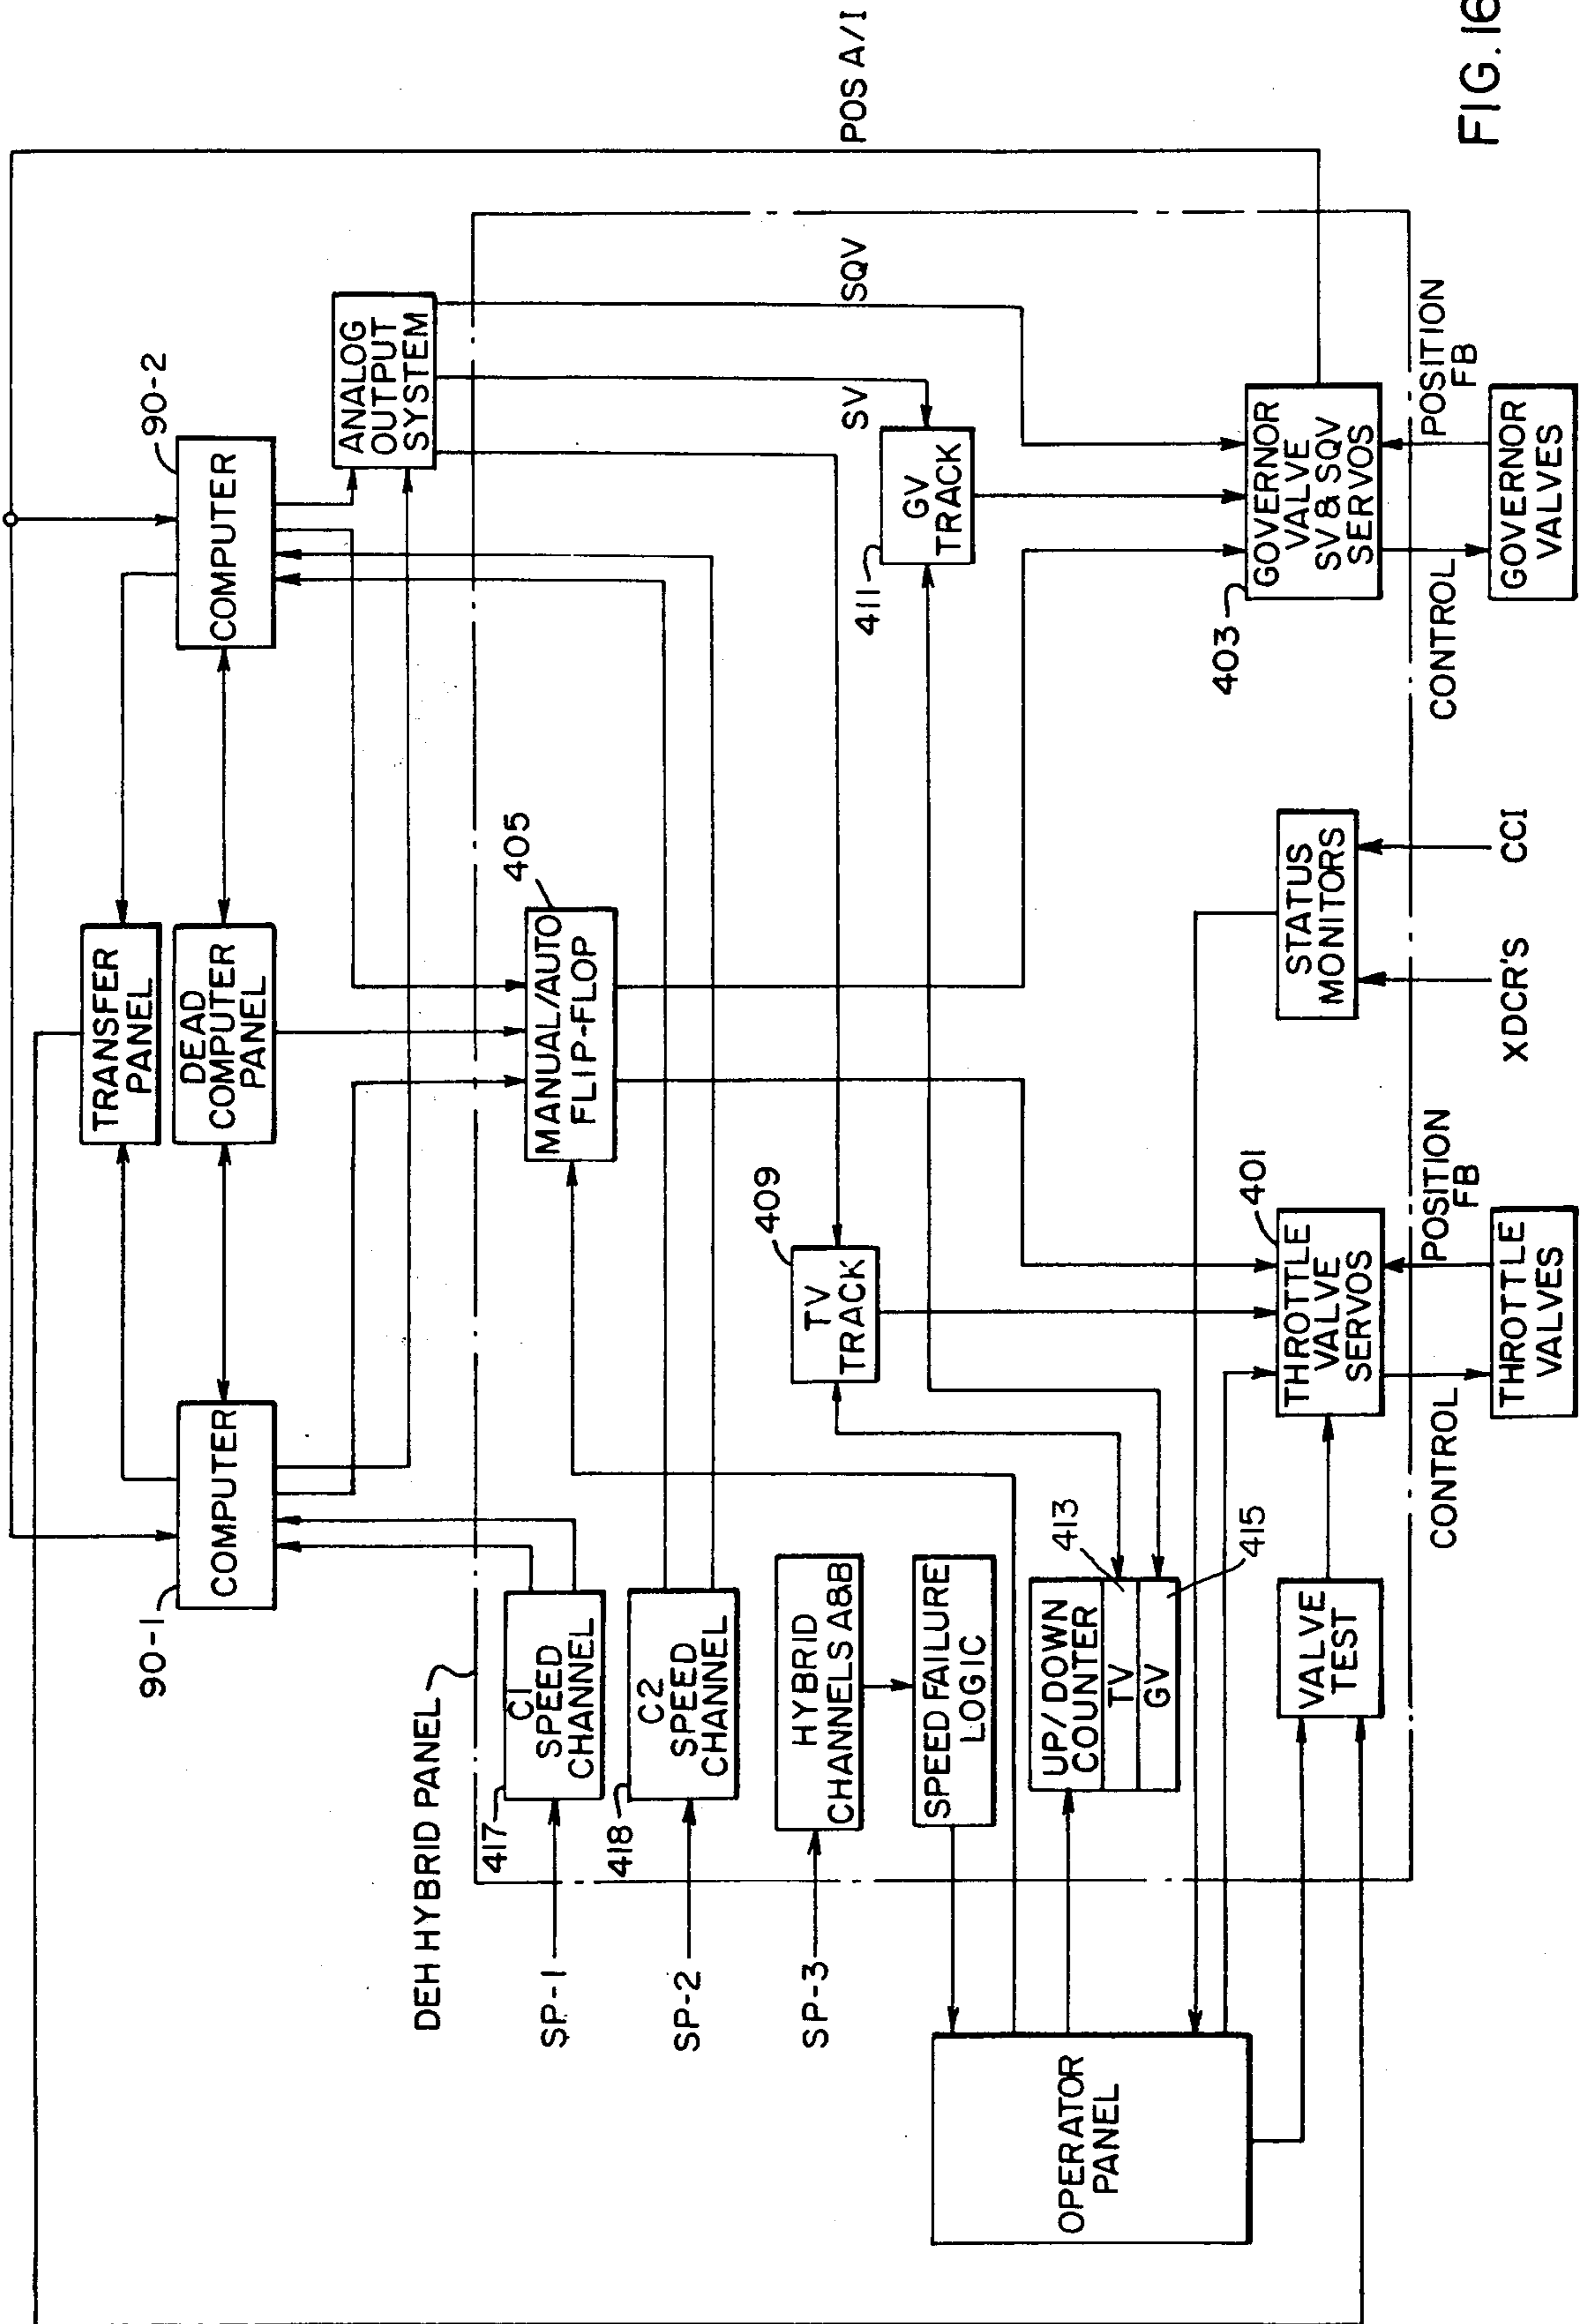 FIG. 16
TRANSFER
PANEL
90-1
COMPUTER
DEAD
COMPUTER
PANEL
COMPUTER
90-2
ANALOG
OUTPUT
SYSTEM
DEH HYBRID PANEL
417
C1
SPEED
CHANNEL
SP-1
MANUAL/AUTO
FLIP-FLOP
405
418
C2
SPEED
CHANNEL
SP-2
HYBRID
CHANNELS A&B
SP-3
TV
TRACK
409
SV
SQV
POS A/I
SPEED FAILURE
LOGIC
411
GV
TRACK
UP/DOWN
COUNTER
TV
GV
413
415
OPERATOR
PANEL
VALVE
TEST
THROTTLE
VALVE
SERVOS
401
STATUS
MONITORS
403
GOVERNOR
VALVE
SV & SQV
SERVOS
CONTROL
POSITION
FB
XDCR'S
CCI
CONTROL
POSITION
FB
THROTTLE
VALVES
GOVERNOR
VALVES